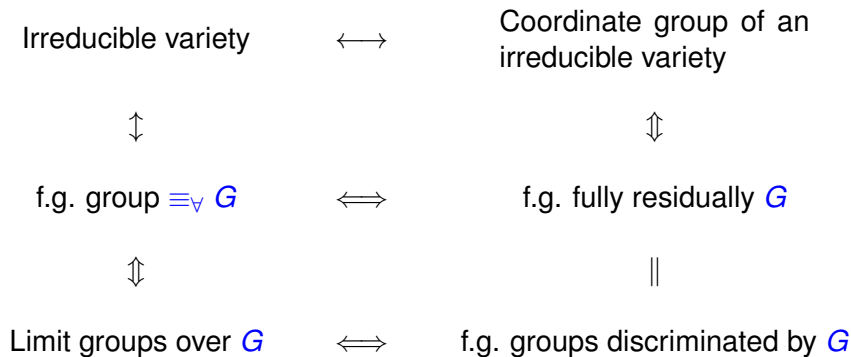 Irreducible variety ⟷ Coordinate group of an
irreducible variety
↕ ⇕
f.g. group ≡∀ G ⟺ f.g. fully residually G
⇕ ∥
Limit groups over G ⟺ f.g. groups discriminated by G